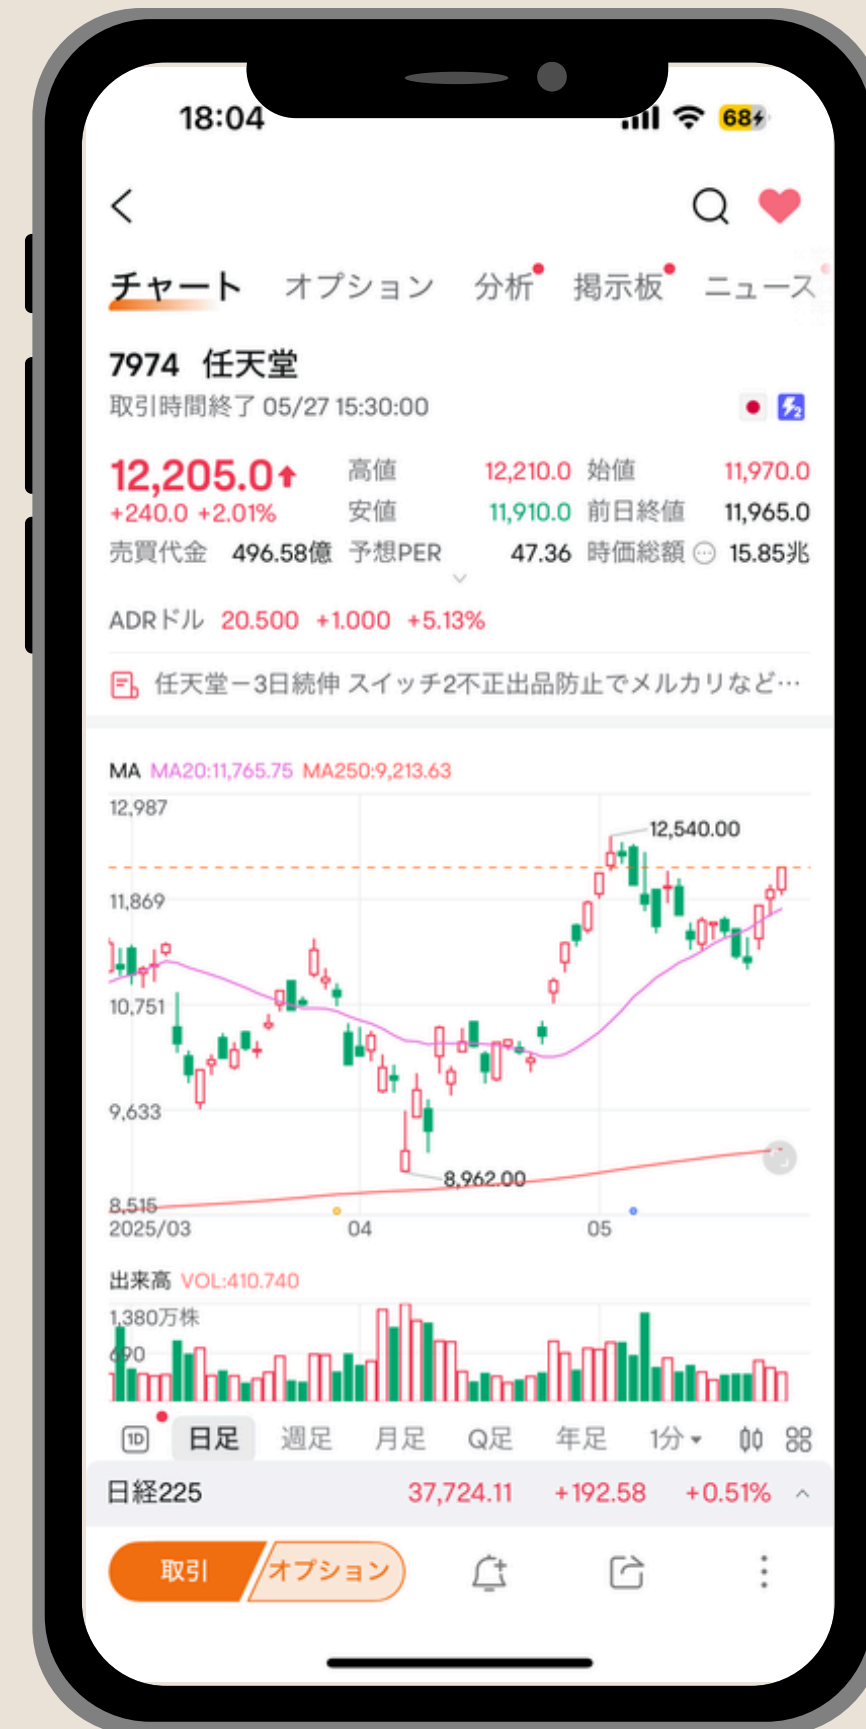 18:04 68
チャート オプション 分析 掲示板 ニュース
7974 任天堂
取引時間終了 05/27 15:30:00
12,205.0 高値 12,210.0 始値 11,970.0
+240.0 +2.01% 安値 11,910.0 前日終値 11,965.0
売買代金 496.58億 予想PER 47.36 時価総額 15.85兆
ADRドル 20.500 +1.000 +5.13%
任天堂ー3日続伸 スイッチ2不正出品防止でメルカリなど…
MA MA20:11,765.75 MA250:9,213.63
12,987
12,540.00
11,869
10,751
9,633
8,962.00
8,515
2025/03 04 05
出来高 VOL:410.740
1,380万株
690
1D 日足 週足 月足 Q足 年足 1分
日経225 37,724.11 +192.58 +0.51%
取引 オプション